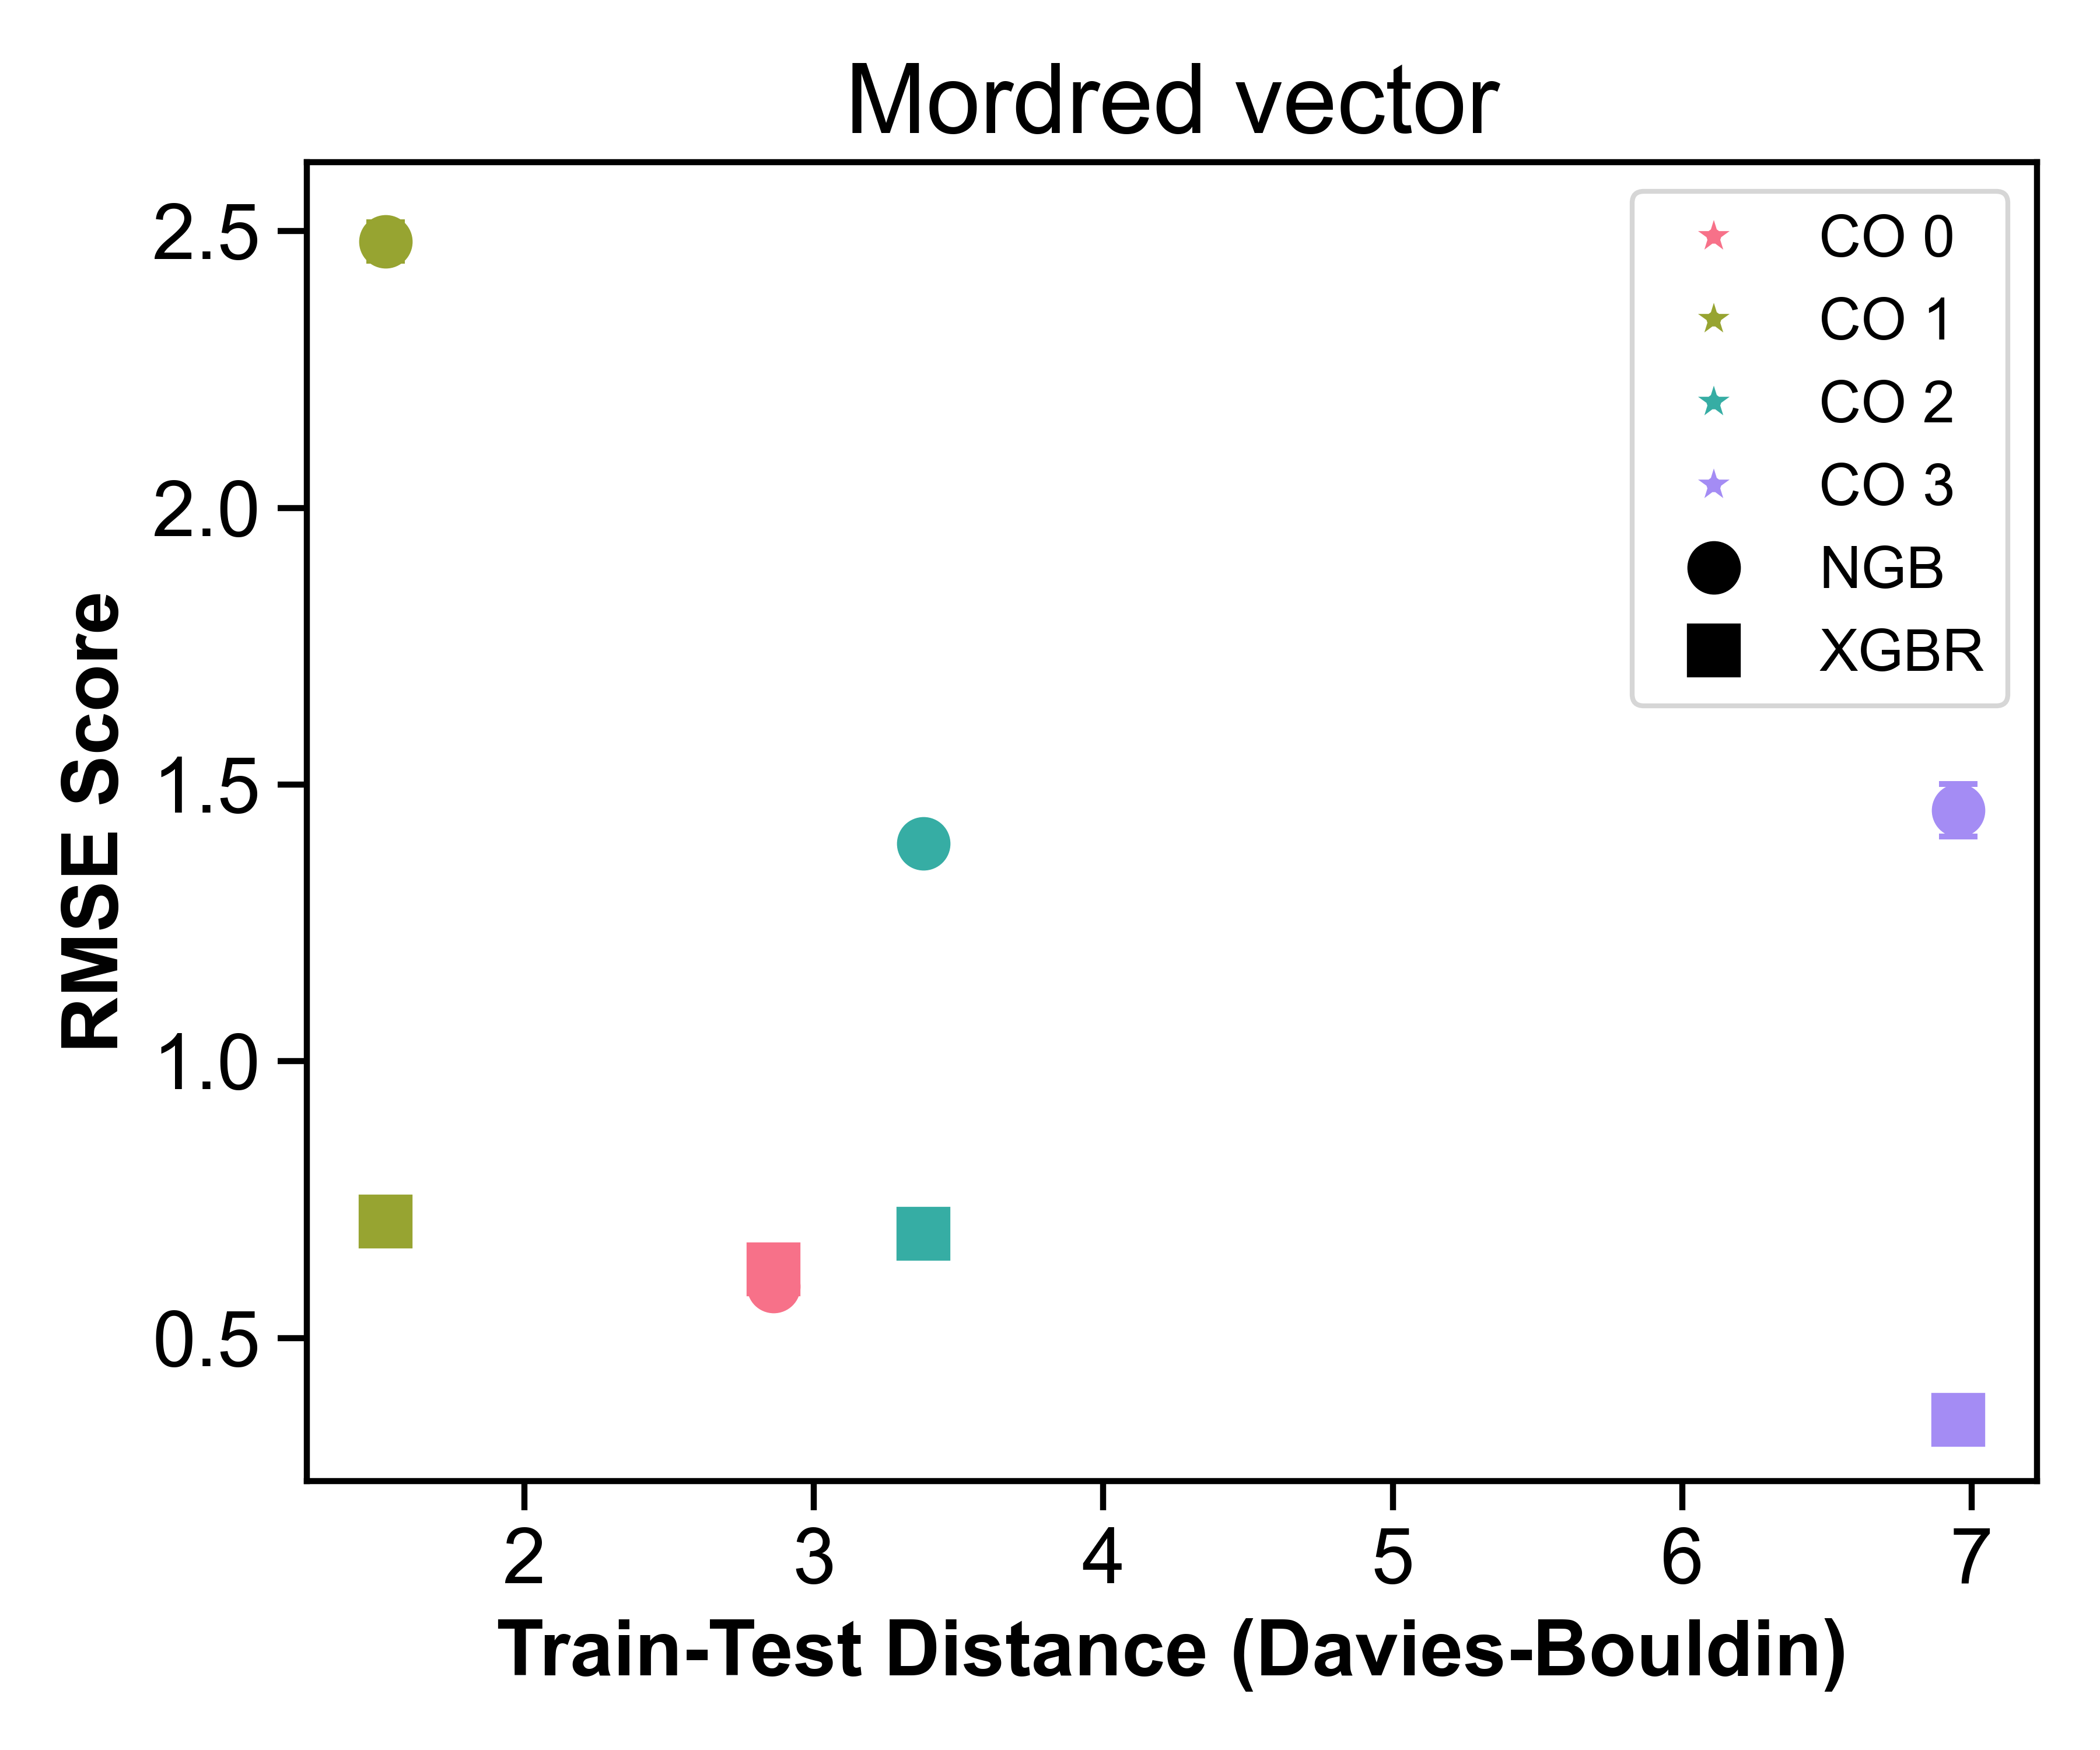 Mordred vector
CO 0
CO 1
CO 2
CO 3
NGB
XGBR
RMSE Score
2.5
2.0
1.5
1.0
0.5
2 3 4 5 6 7
Train-Test Distance (Davies-Bouldin)